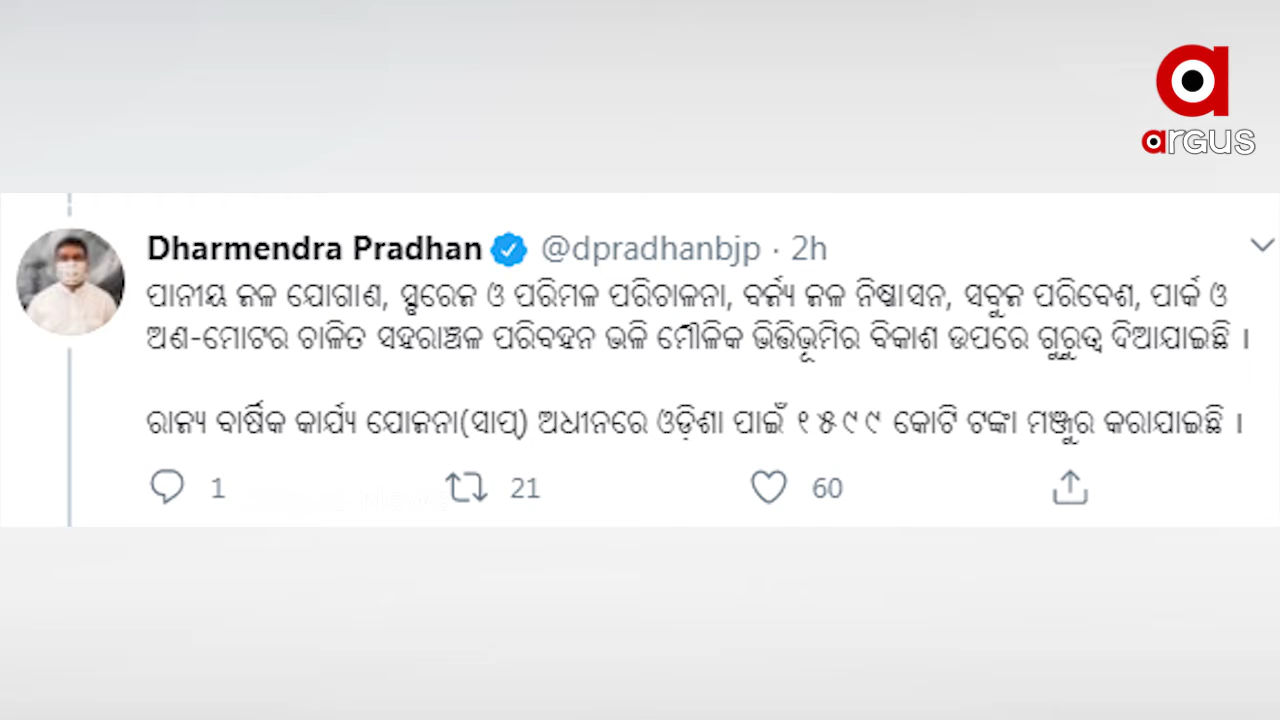 argus
Dharmendra Pradhan @dpradhanbjp · 2h
ପାନୀୟ ଜଳ ଯୋଗାଣ, ସ୍ୱରେଜ ଓ ପରିମଳ ପରିଚାଳନା, ବର୍ଜ୍ୟ ଜଳ ନିଷ୍କାସନ, ସବୁଜ ପରିବେଶ, ପାର୍କ ଓ
ଅଣ-ମୋଟର ଚାଳିତ ସହରାଞ୍ଚଳ ପରିବହନ ଭଳି ମୌଳିକ ଭିତ୍ତିଭୂମିର ବିକାଶ ଉପରେ ଗୁରୁତ୍ୱ ଦିଆଯାଇଛି ।
ରାଜ୍ୟ ବାର୍ଷିକ କାର୍ଯ୍ୟ ଯୋଜନା(ସାପ୍) ଅଧୀନରେ ଓଡ଼ିଶା ପାଇଁ ୧୫୯୯ କୋଟି ଟଙ୍କା ମଞ୍ଜୁର କରାଯାଇଛି ।
1 21 60